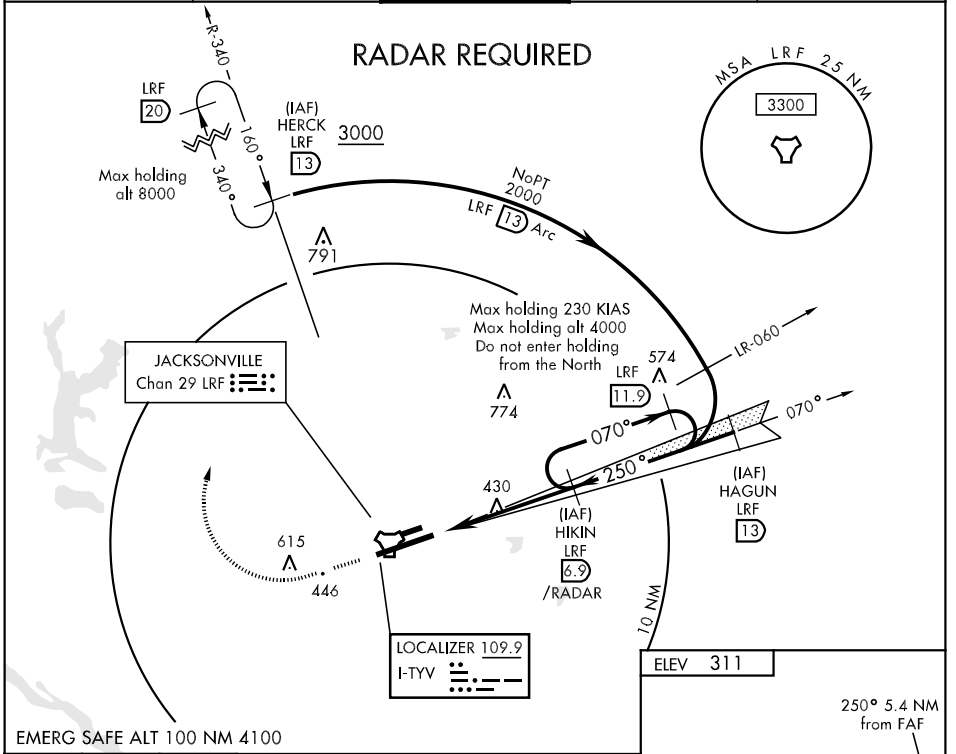 RADAR REQUIRED
MSA LRF 25 NM
3300
R-340
LRF
20
160°
340°
Max holding
alt 8000
(IAF)
HERCK
LRF
13
3000
NoPT
2000
LRF 13 Arc
791
Max holding 230 KIAS
Max holding alt 4000
Do not enter holding
from the North
LR-060
574
LRF
11.9
774
JACKSONVILLE
Chan 29 LRF
070°
070°
250°
(IAF)
HAGUN
LRF
13
430
(IAF)
HIKIN
LRF
6.9
/RADAR
615
446
10 NM
LOCALIZER 109.9
I-TYV
ELEV 311
250° 5.4 NM
from FAF
EMERG SAFE ALT 100 NM 4100